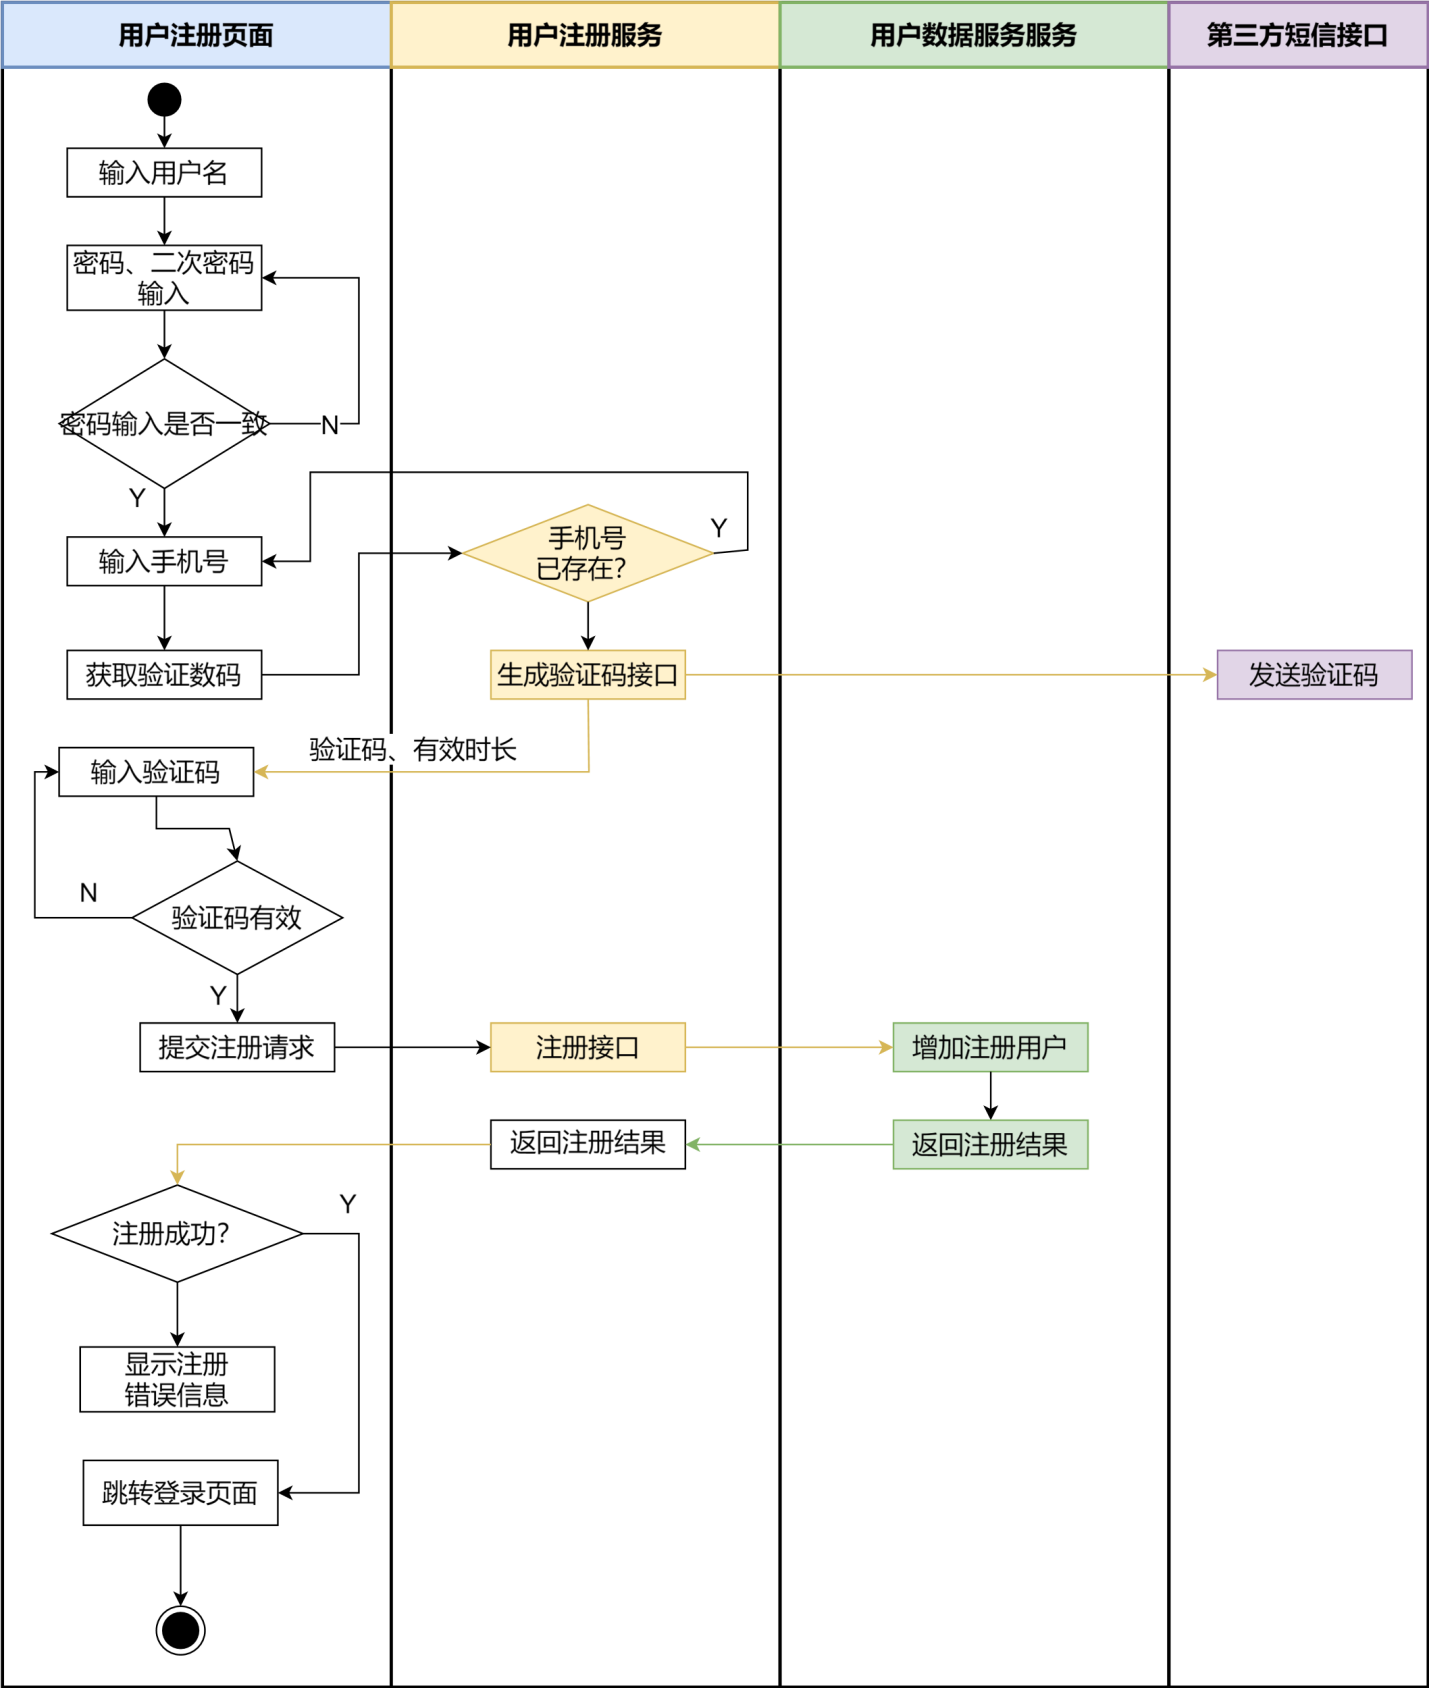 用户注册页面
用户注册服务
用户数据服务服务
第三方短信接口
输入用户名
密码、二次密码
输入
密码输入是否一致
N
Y
输入手机号
手机号
已存在?
Y
获取验证数码
生成验证码接口
发送验证码
验证码、有效时长
输入验证码
N
验证码有效
Y
提交注册请求
注册接口
增加注册用户
返回注册结果
返回注册结果
Y
注册成功?
显示注册
错误信息
跳转登录页面